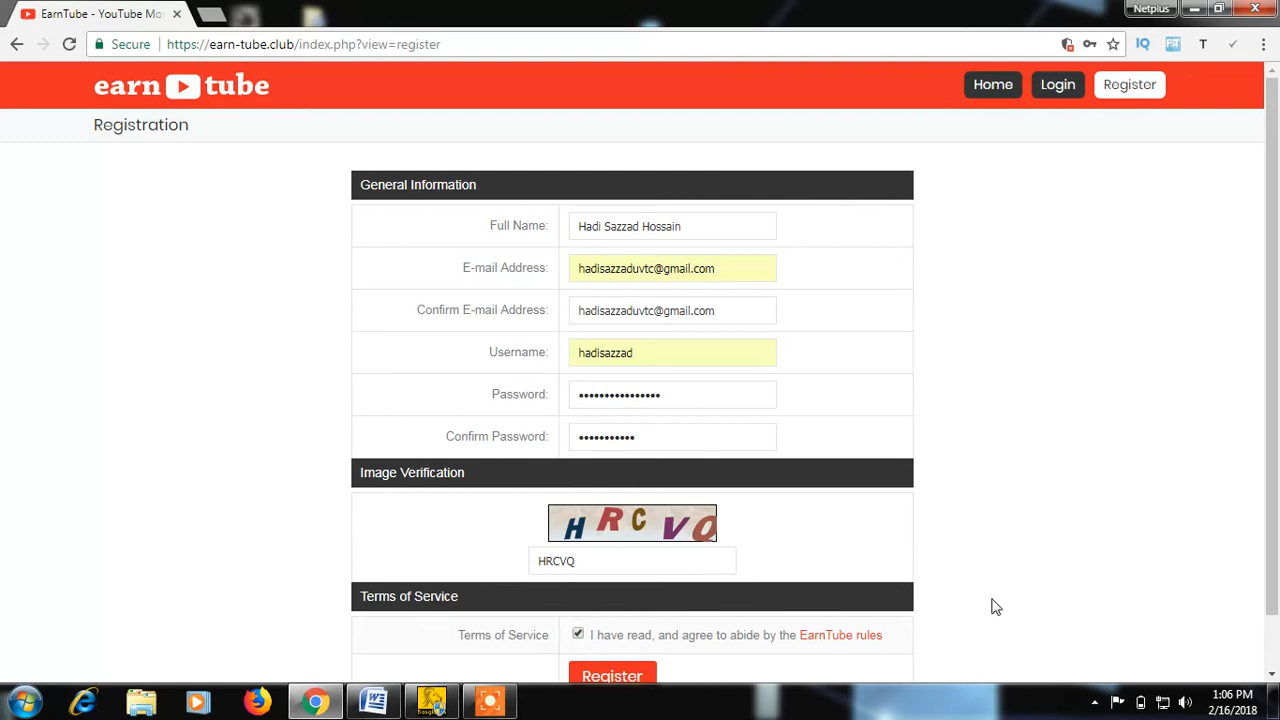 EarnTube - YouTube Mo
Netplus
Secure
https://earn-tube.club/index.php?view=register
IQ
T
earn tube
Home
Login
Register
Registration
General Information
Full Name:
Hadi Sazzad Hossain
E-mail Address:
hadisazzaduvtc@gmail.com
Confirm E-mail Address:
hadisazzaduvtc@gmail.com
Username:
hadisazzad
Password:
••••••••••••••••
Confirm Password:
•••••••••••
Image Verification
HRCVQ
Terms of Service
Terms of Service
I have read, and agree to abide by the EarnTube rules
Register
1:06 PM
2/16/2018